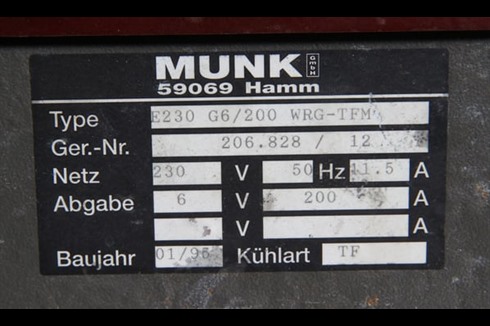 MUNK GmbH
59069 Hamm
Type E230 G6/200 WRG-TFM
Ger.-Nr. 206.828 / 12
Netz 230 V 50 Hz 11.5 A
Abgabe 6 V 200 A
V A
Baujahr 01/95 Kühlart TF